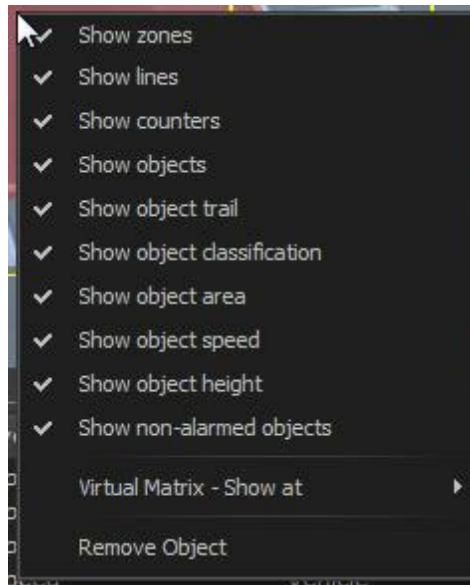 Show zones
Show lines
Show counters
Show objects
Show object trail
Show object classification
Show object area
Show object speed
Show object height
Show non-alarmed objects
Virtual Matrix - Show at
Remove Object